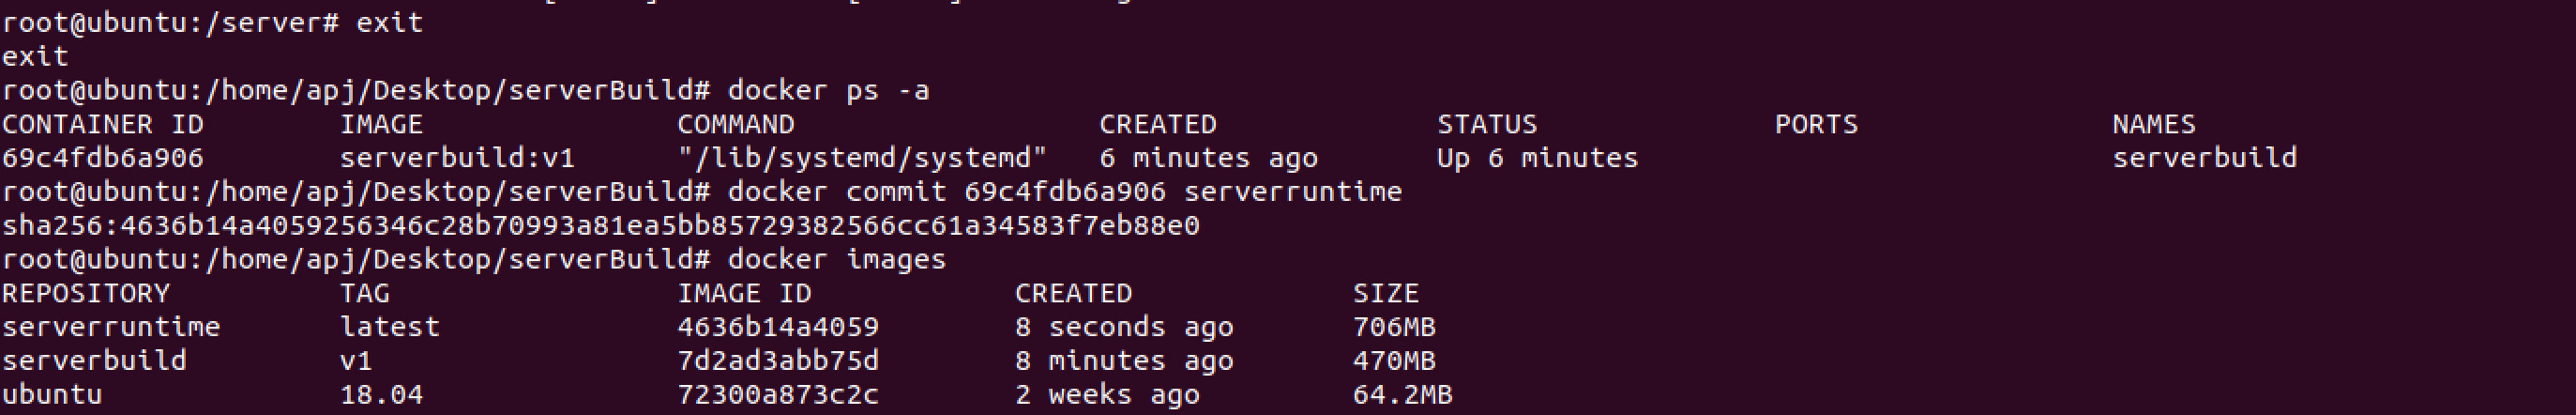 root@ubuntu:/server# exit
exit
root@ubuntu:/home/apj/Desktop/serverBuild# docker ps -a
CONTAINER ID        IMAGE               COMMAND                  CREATED             STATUS              PORTS               NAMES
69c4fdb6a906        serverbuild:v1      "/lib/systemd/systemd"   6 minutes ago       Up 6 minutes                            serverbuild
root@ubuntu:/home/apj/Desktop/serverBuild# docker commit 69c4fdb6a906 serverruntime
sha256:4636b14a4059256346c28b70993a81ea5bb85729382566cc61a34583f7eb88e0
root@ubuntu:/home/apj/Desktop/serverBuild# docker images
REPOSITORY          TAG                 IMAGE ID            CREATED             SIZE
serverruntime       latest              4636b14a4059        8 seconds ago       706MB
serverbuild         v1                  7d2ad3abb75d        8 minutes ago       470MB
ubuntu              18.04               72300a873c2c        2 weeks ago         64.2MB